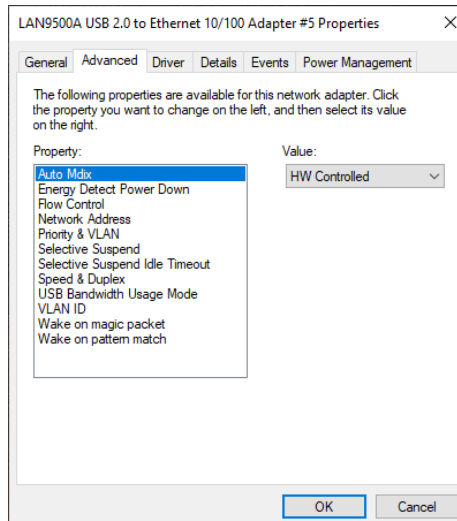 LAN9500A USB 2.0 to Ethernet 10/100 Adapter #5 Properties
General Advanced Driver Details Events Power Management
The following properties are available for this network adapter. Click
the property you want to change on the left, and then select its value
on the right.
Property: Value:
Auto Mdix HW Controlled
Energy Detect Power Down
Flow Control
Network Address
Priority & VLAN
Selective Suspend
Selective Suspend Idle Timeout
Speed & Duplex
USB Bandwidth Usage Mode
VLAN ID
Wake on magic packet
Wake on pattern match
OK Cancel